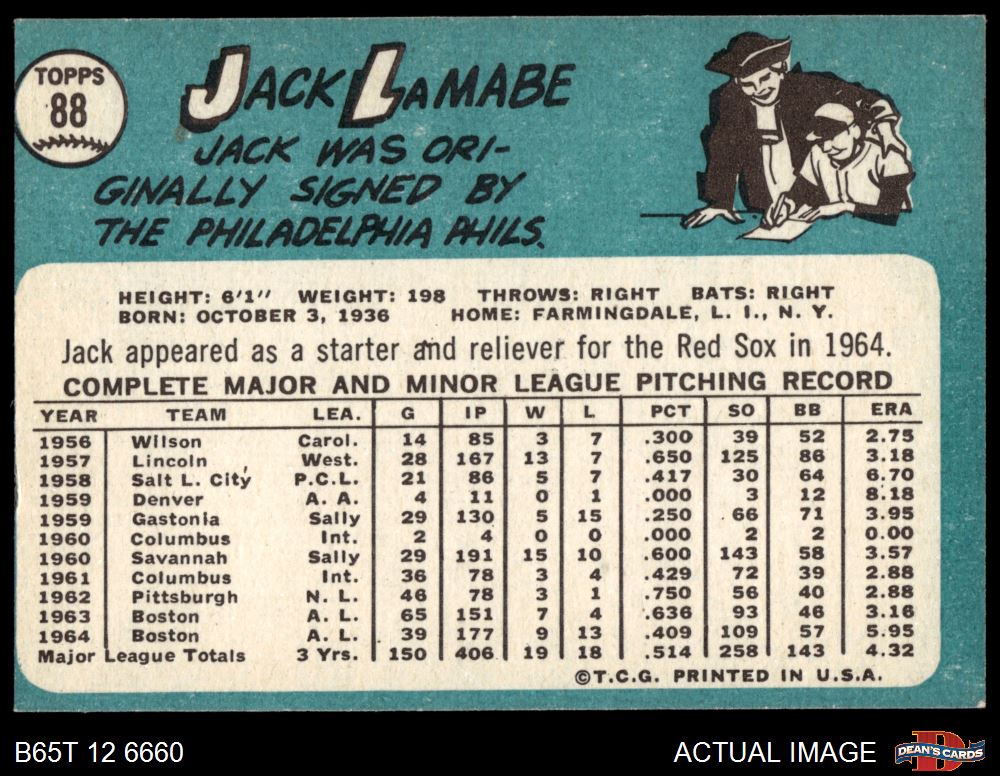 TOPPS
88
JACK LAMABE
JACK WAS ORI-
GINALLY SIGNED BY
THE PHILADELPHIA PHILS.
HEIGHT: 6'1" WEIGHT: 198 THROWS: RIGHT BATS: RIGHT
BORN: OCTOBER 3, 1936 HOME: FARMINGDALE, L. I., N. Y.
Jack appeared as a starter and reliever for the Red Sox in 1964.
COMPLETE MAJOR AND MINOR LEAGUE PITCHING RECORD
YEAR TEAM LEA. G IP W L PCT SO BB ERA
1956 Wilson Carol. 14 85 3 7 .300 39 52 2.75
1957 Lincoln West. 28 167 13 7 .650 125 86 3.18
1958 Salt L. City P.C.L. 21 86 5 7 .417 30 64 6.70
1959 Denver A. A. 4 11 0 1 .000 3 12 8.18
1959 Gastonia Sally 29 130 5 15 .250 66 71 3.95
1960 Columbus Int. 2 4 0 0 .000 2 2 0.00
1960 Savannah Sally 29 191 15 10 .600 143 58 3.57
1961 Columbus Int. 36 78 3 4 .429 72 39 2.88
1962 Pittsburgh N. L. 46 78 3 1 .750 56 40 2.88
1963 Boston A. L. 65 151 7 4 .636 93 46 3.16
1964 Boston A. L. 39 177 9 13 .409 109 57 5.95
Major League Totals 3 Yrs. 150 406 19 18 .514 258 143 4.32
©T.C.G. PRINTED IN U.S.A.
B65T 12 6660 ACTUAL IMAGE DEAN'S CARDS